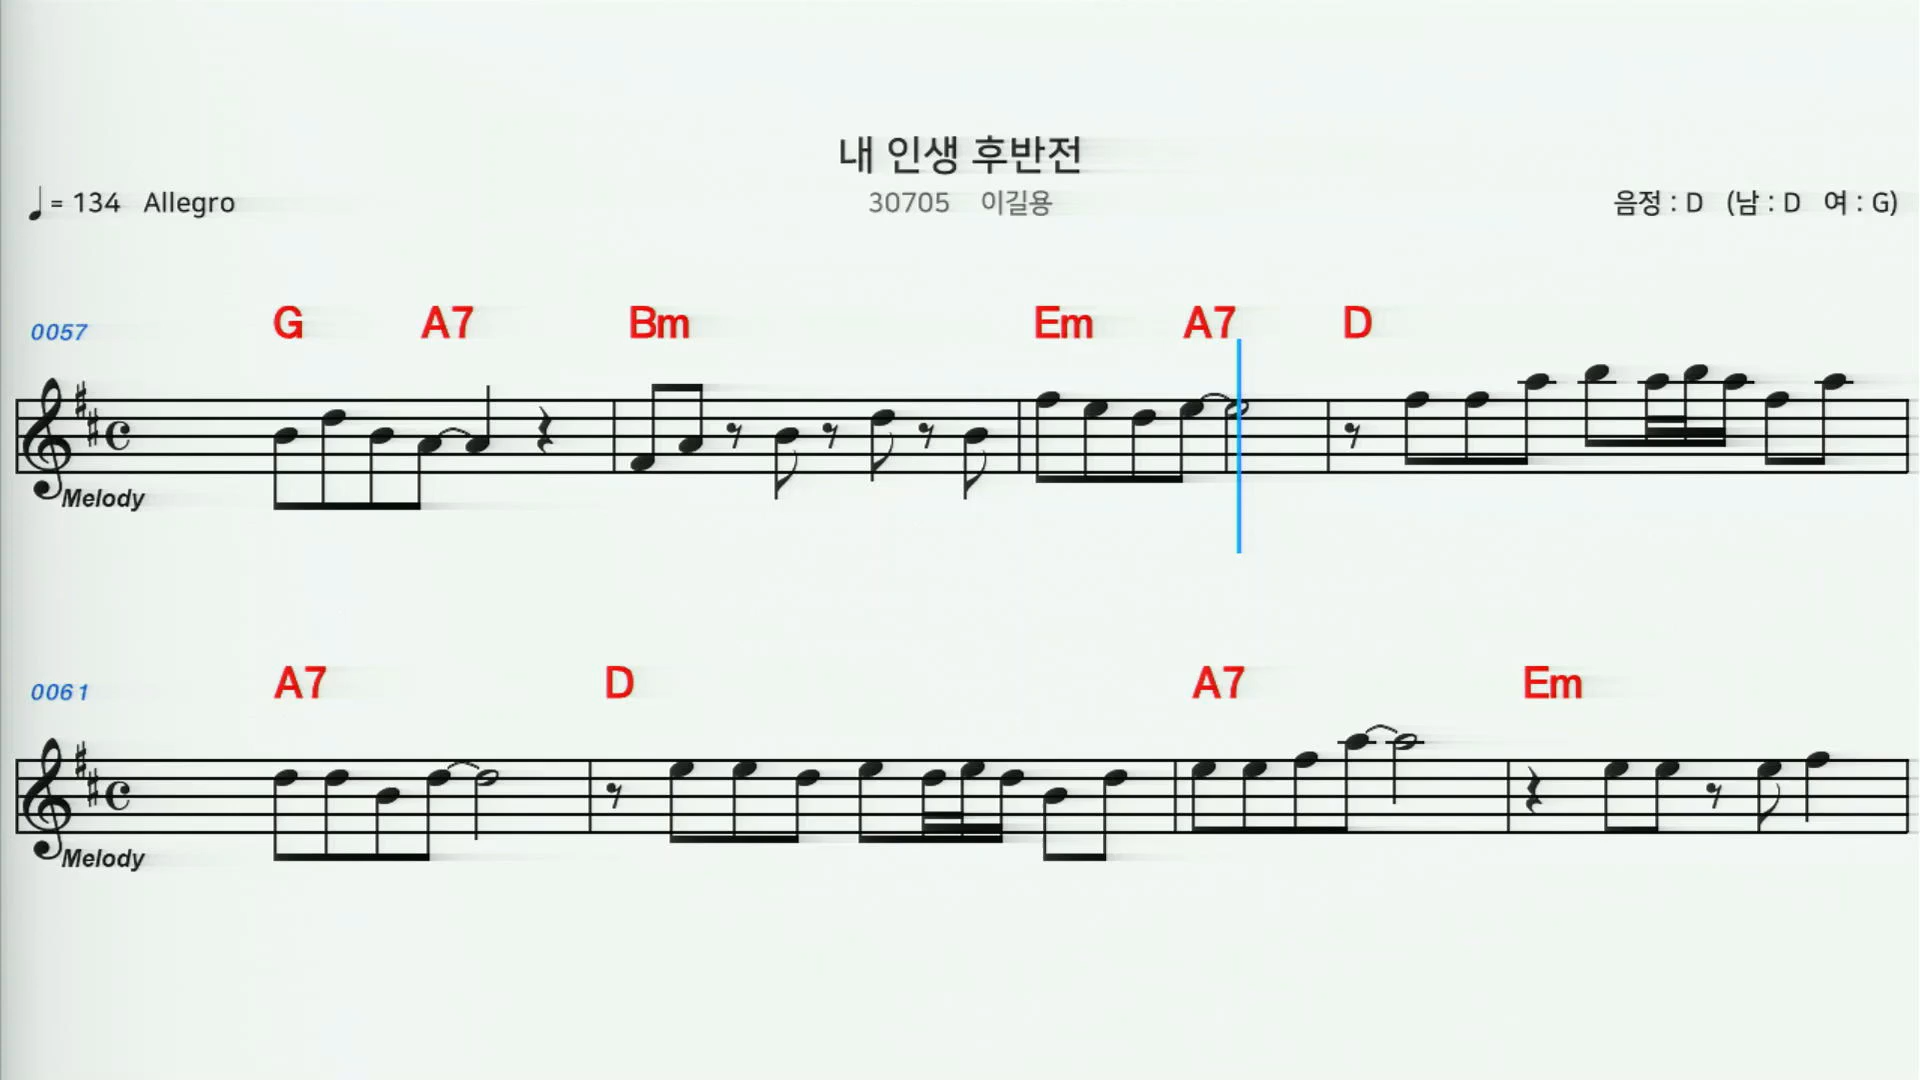 내 인생 후반전
♩= 134 Allegro 30705 이길용 음정 : D (남 : D 여 : G)
0057 G A7 Bm Em A7 D
Melody
0061 A7 D A7 Em
Melody